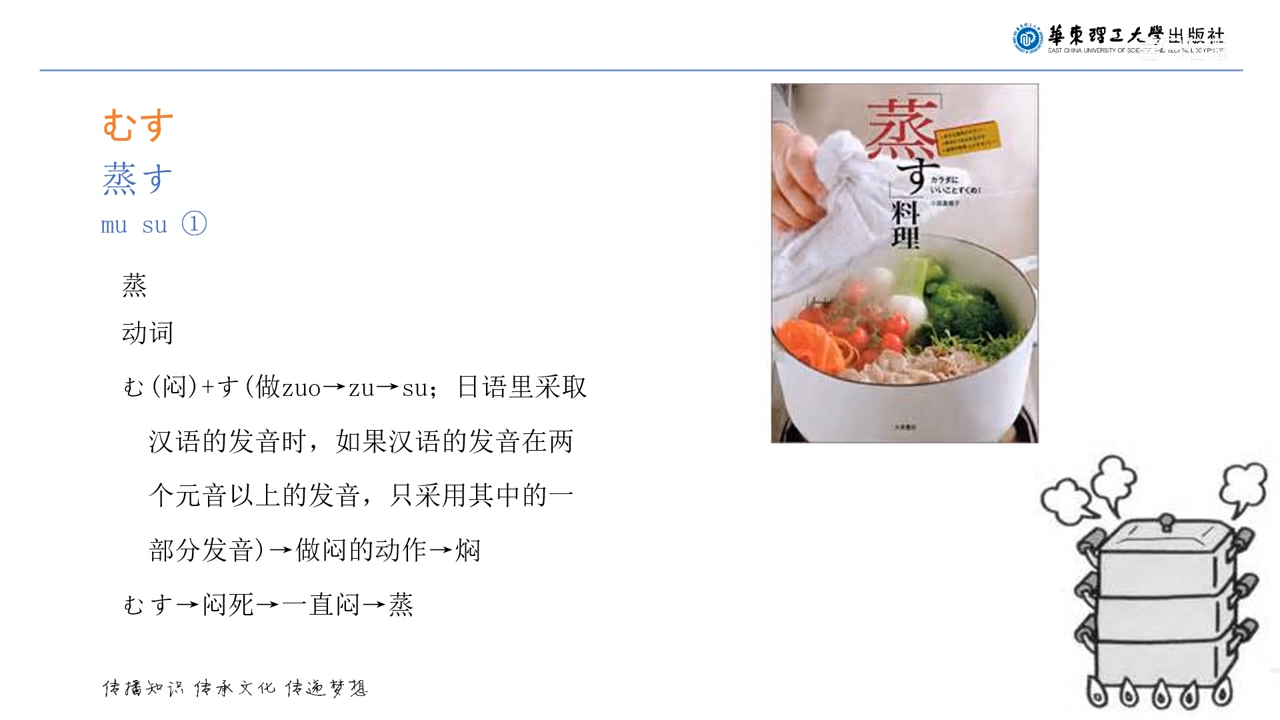 華東理工大學出版社
むす
蒸す
mu su ①
蒸
动词
む(闷)+す(做zuo→zu→su；日语里采取
汉语的发音时，如果汉语的发音在两
个元音以上的发音，只采用其中的一
部分发音)→做闷的动作→焖
むす→闷死→一直闷→蒸
「蒸す」料理
カラダに
いいことずくめ!
传播知识 传承文化 传递梦想